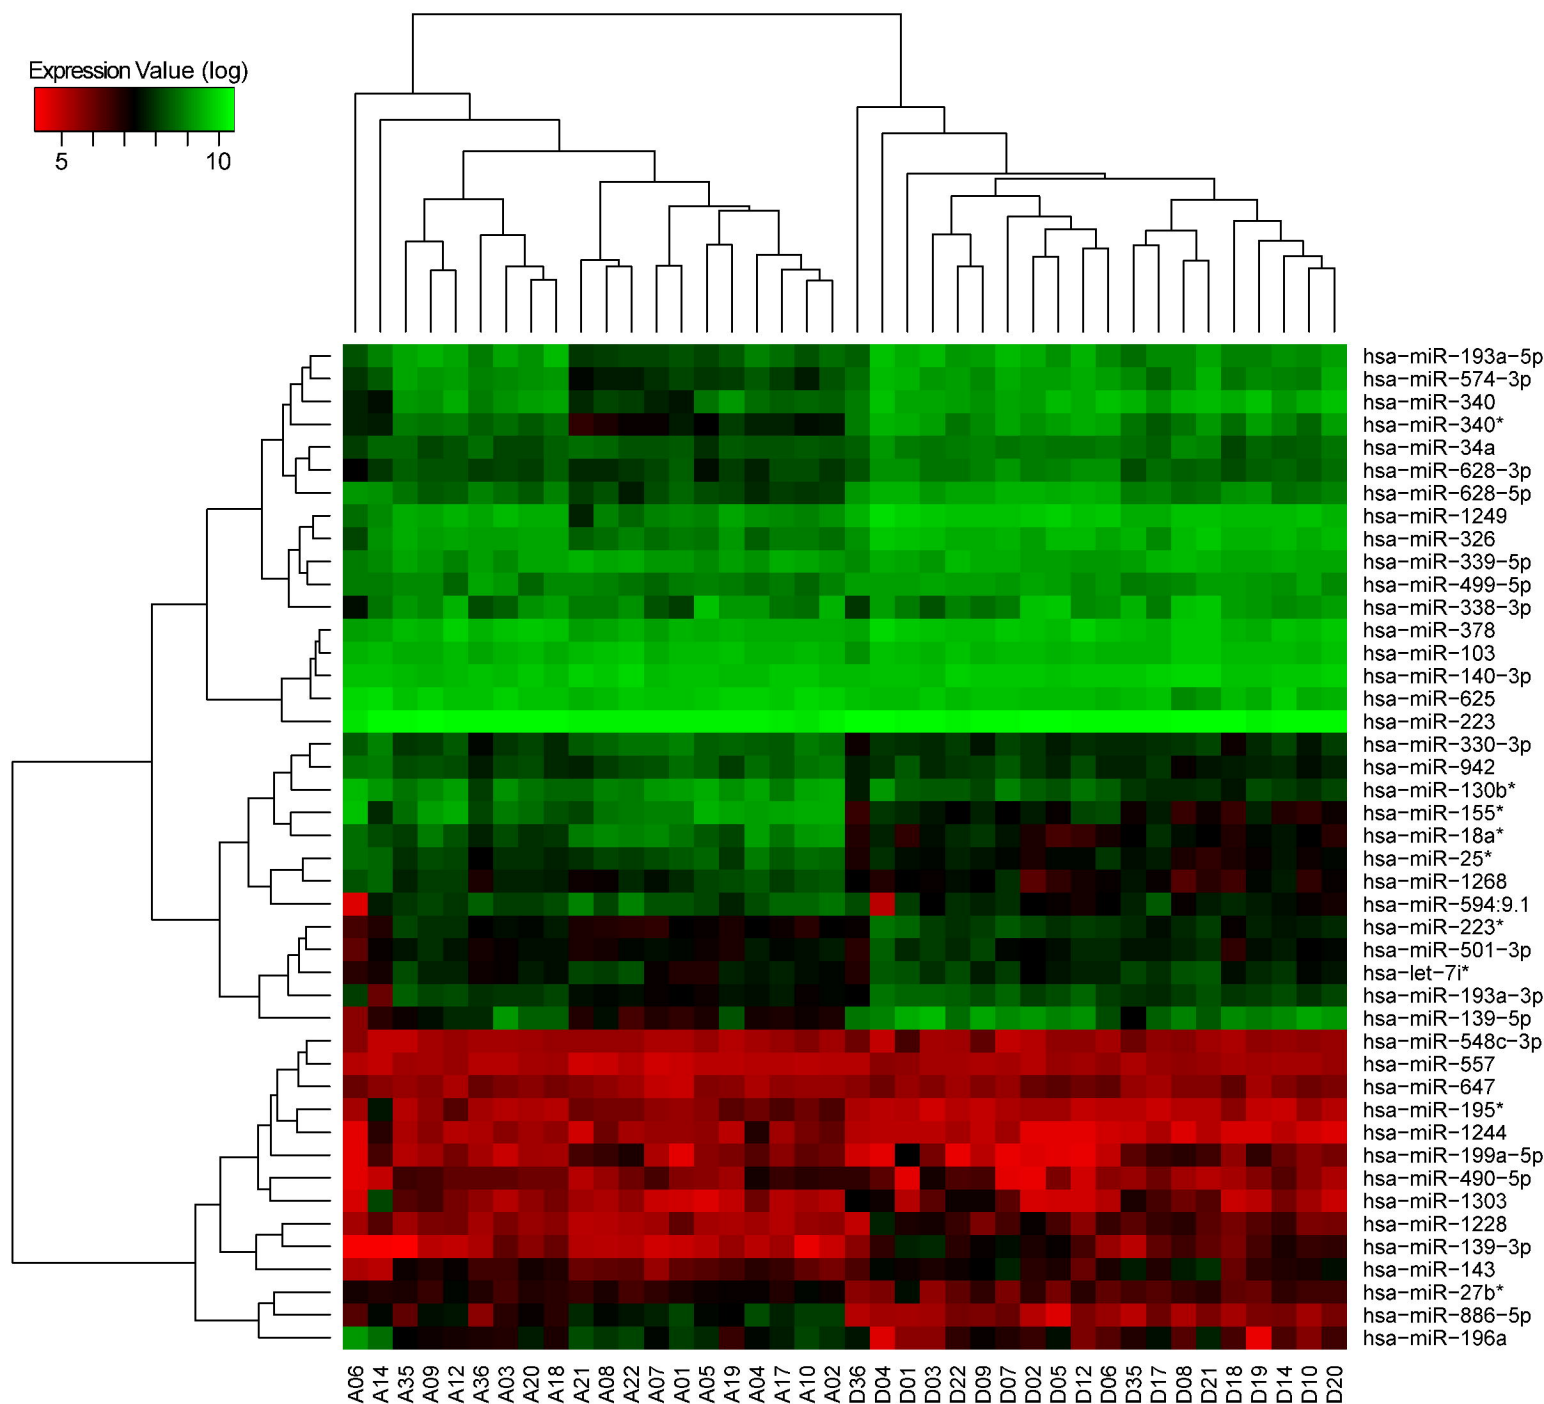 Expression Value (log)
5 10
hsa−miR−193a−5p
hsa−miR−574−3p
hsa−miR−340
hsa−miR−340*
hsa−miR−34a
hsa−miR−628−3p
hsa−miR−628−5p
hsa−miR−1249
hsa−miR−326
hsa−miR−339−5p
hsa−miR−499−5p
hsa−miR−338−3p
hsa−miR−378
hsa−miR−103
hsa−miR−140−3p
hsa−miR−625
hsa−miR−223
hsa−miR−330−3p
hsa−miR−942
hsa−miR−130b*
hsa−miR−155*
hsa−miR−18a*
hsa−miR−25*
hsa−miR−1268
hsa−miR−594:9.1
hsa−miR−223*
hsa−miR−501−3p
hsa−let−7i*
hsa−miR−193a−3p
hsa−miR−139−5p
hsa−miR−548c−3p
hsa−miR−557
hsa−miR−647
hsa−miR−195*
hsa−miR−1244
hsa−miR−199a−5p
hsa−miR−490−5p
hsa−miR−1303
hsa−miR−1228
hsa−miR−139−3p
hsa−miR−143
hsa−miR−27b*
hsa−miR−886−5p
hsa−miR−196a
A06 A14 A35 A09 A12 A36 A03 A20 A18 A21 A08 A22 A07 A01 A05 A19 A04 A17 A10 A02 D36 D04 D01 D03 D22 D09 D07 D02 D05 D12 D06 D35 D17 D08 D21 D18 D19 D14 D10 D20